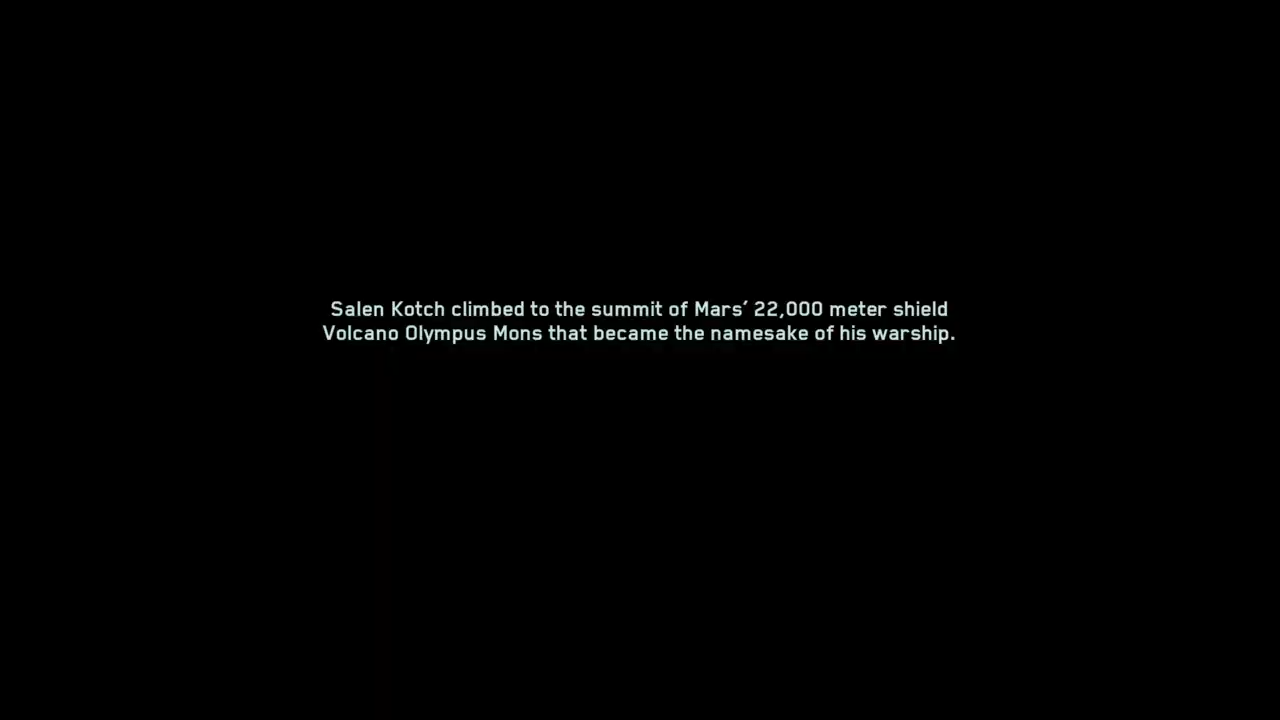 Salen Kotch climbed to the summit of Mars’ 22,000 meter shield
Volcano Olympus Mons that became the namesake of his warship.